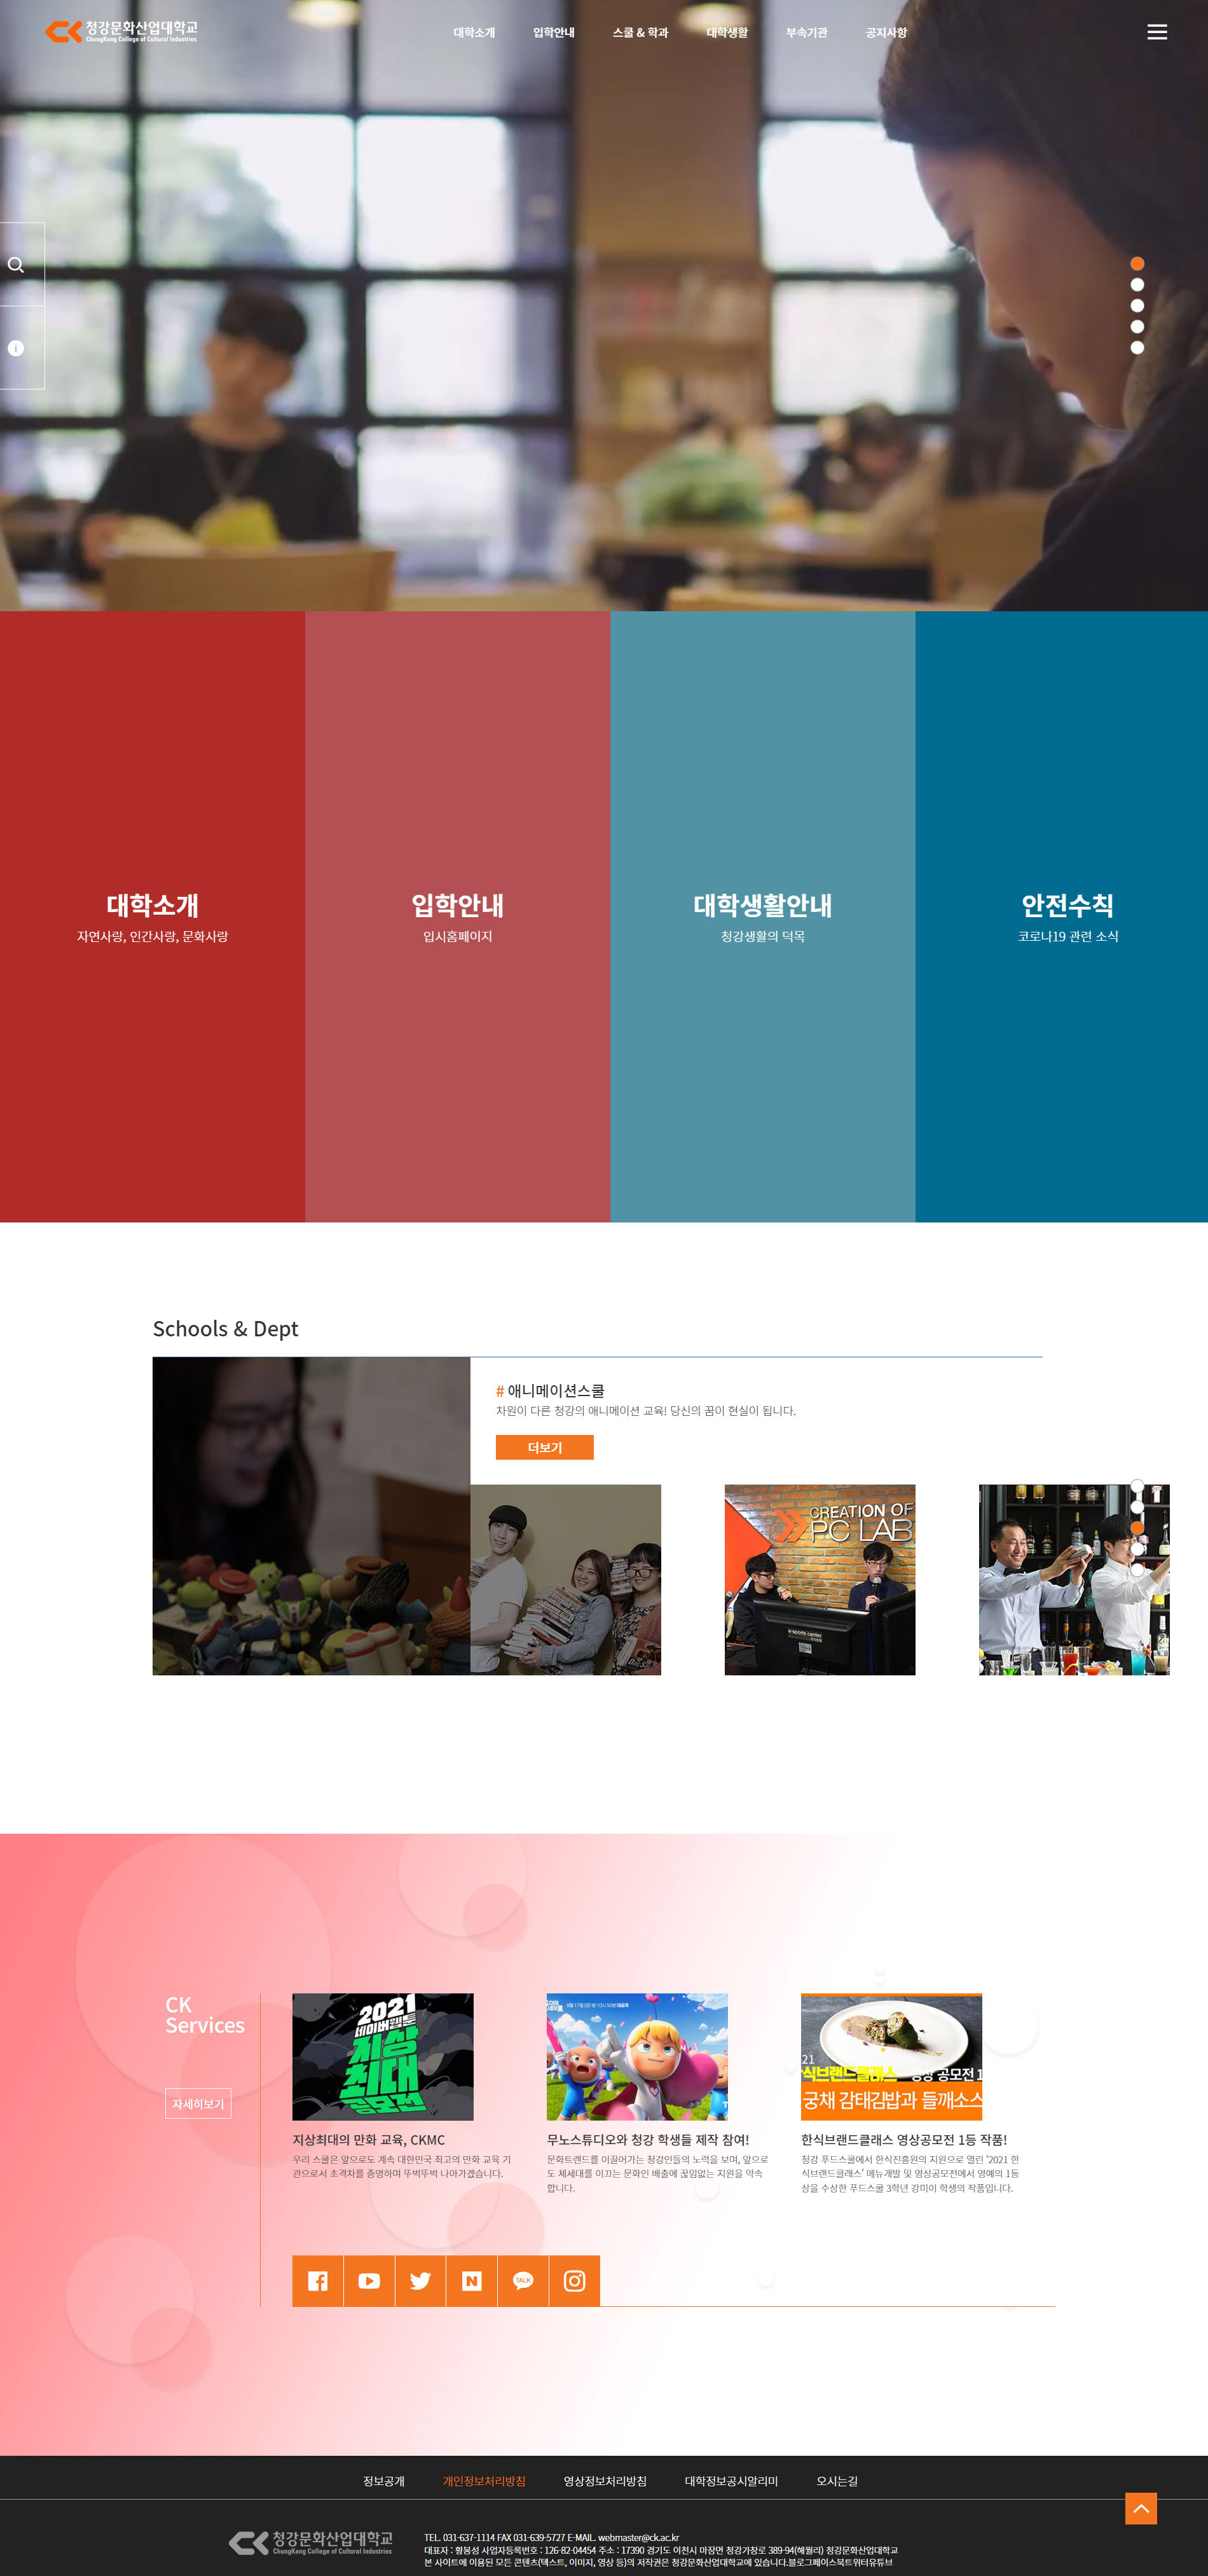 청강문화산업대학교
ChungKang College of Cultural Industries
대학소개
입학안내
스쿨 & 학과
대학생활
부속기관
공지사항
대학소개
자연사랑, 인간사랑, 문화사랑
입학안내
입시홈페이지
대학생활안내
청강생활의 덕목
안전수칙
코로나19 관련 소식
Schools & Dept
# 애니메이션스쿨
차원이 다른 청강의 애니메이션 교육! 당신의 꿈이 현실이 됩니다.
더보기
CREATION OF
PC LAB
e-sports center
CK
Services
자세히보기
2021
네이버웹툰
지상
최대
공모전
21
식브랜드클래스 영상 공모전 1
궁채 감태김밥과 들깨소스
지상최대의 만화 교육, CKMC
우리 스쿨은 앞으로도 계속 대한민국 최고의 만화 교육 기
관으로서 초격차를 증명하며 뚜벅뚜벅 나아가겠습니다.
무노스튜디오와 청강 학생들 제작 참여!
문화트렌드를 이끌어가는 청강인들의 노력을 보며, 앞으로
도 체세대를 이끄는 문화인 배출에 끊임없는 지원을 약속
합니다.
한식브랜드클래스 영상공모전 1등 작품!
청강 푸드스쿨에서 한식진흥원의 지원으로 열린 '2021 한
식브랜드클래스' 메뉴개발 및 영상공모전에서 영예의 1등
상을 수상한 푸드스쿨 3학년 강미이 학생의 작품입니다.
TALK
정보공개
개인정보처리방침
영상정보처리방침
대학정보공시알리미
오시는길
청강문화산업대학교
ChungKang College of Cultural Industries
TEL. 031-637-1114 FAX 031-639-5727 E-MAIL. webmaster@ck.ac.kr
대표자 : 황봉성 사업자등록번호 : 126-82-04454 주소 : 17390 경기도 이천시 마장면 청강가창로 389-94(해월리) 청강문화산업대학교
본 사이트에 이용된 모든 콘텐츠(텍스트, 이미지, 영상 등)의 저작권은 청강문화산업대학교에 있습니다.블로그페이스북트위터유튜브